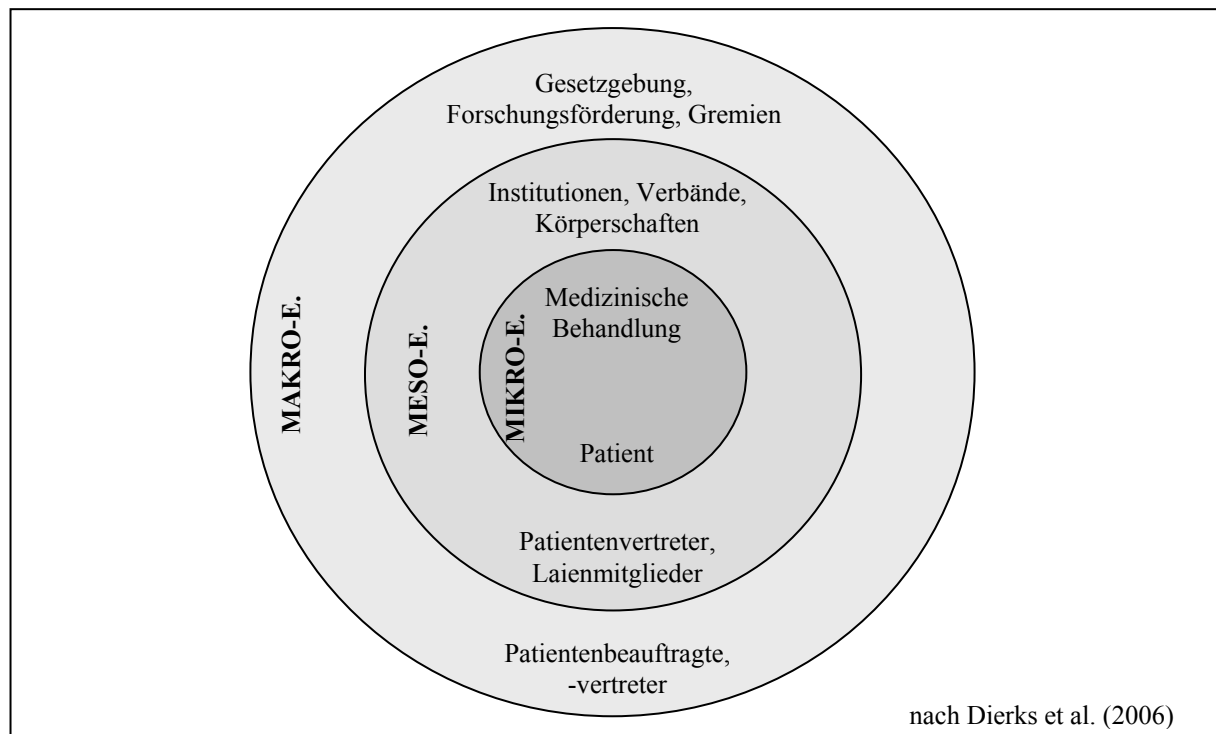 Gesetzgebung,
Forschungsförderung, Gremien
Institutionen, Verbände,
Körperschaften
Medizinische
Behandlung
MAKRO-E.
MESO-E.
MIKRO-E.
Patient
Patientenvertreter,
Laienmitglieder
Patientenbeauftragte,
-vertreter
nach Dierks et al. (2006)